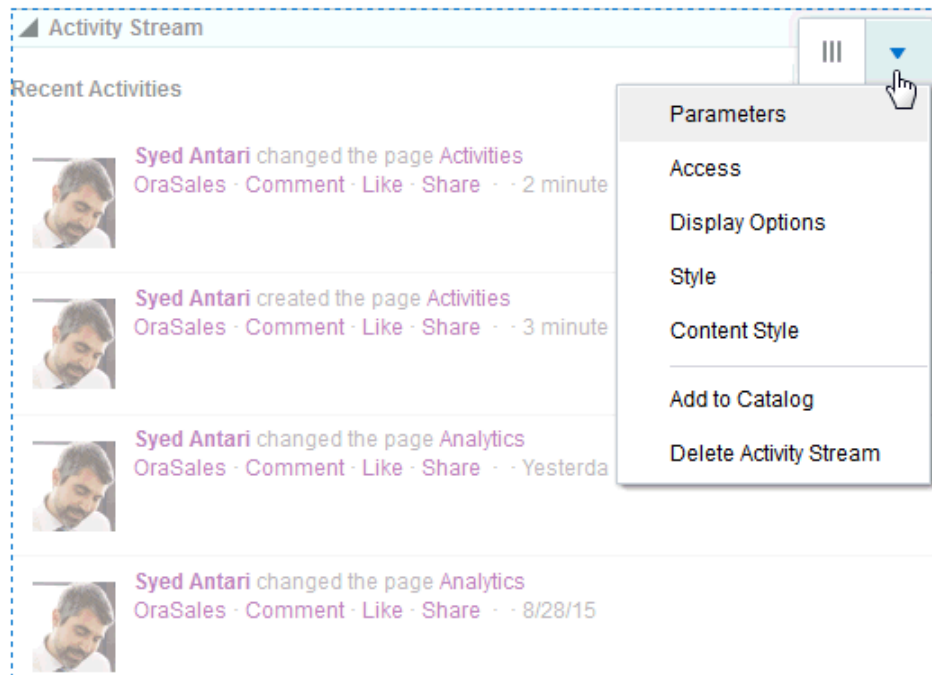 Activity Stream
Recent Activities
Syed Antari changed the page Activities
OraSales · Comment · Like · Share · · 2 minute
Syed Antari created the page Activities
OraSales · Comment · Like · Share · · 3 minute
Syed Antari changed the page Analytics
OraSales · Comment · Like · Share · · Yesterda
Syed Antari changed the page Analytics
OraSales · Comment · Like · Share · · 8/28/15
Parameters
Access
Display Options
Style
Content Style
Add to Catalog
Delete Activity Stream